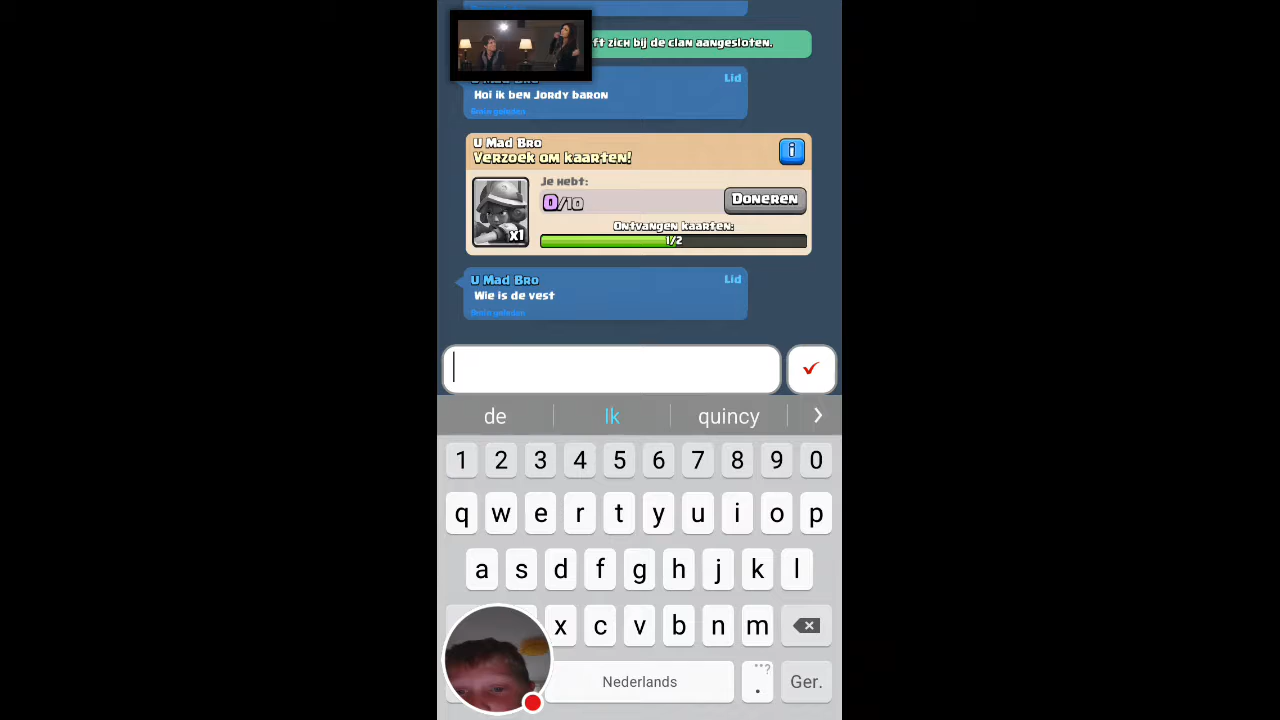 ft zich bij de clan aangesloten.
U Mad Bro Lid
Hoi ik ben Jordy baron
U Mad Bro
Verzoek om kaarten!
i
Je hebt:
0/10
Doneren
x1
Ontvangen kaarten:
1/2
U Mad Bro Lid
Wie is de vest
de Ik quincy >
1 2 3 4 5 6 7 8 9 0
q w e r t y u i o p
a s d f g h j k l
x c v b n m
Nederlands . ? Ger.